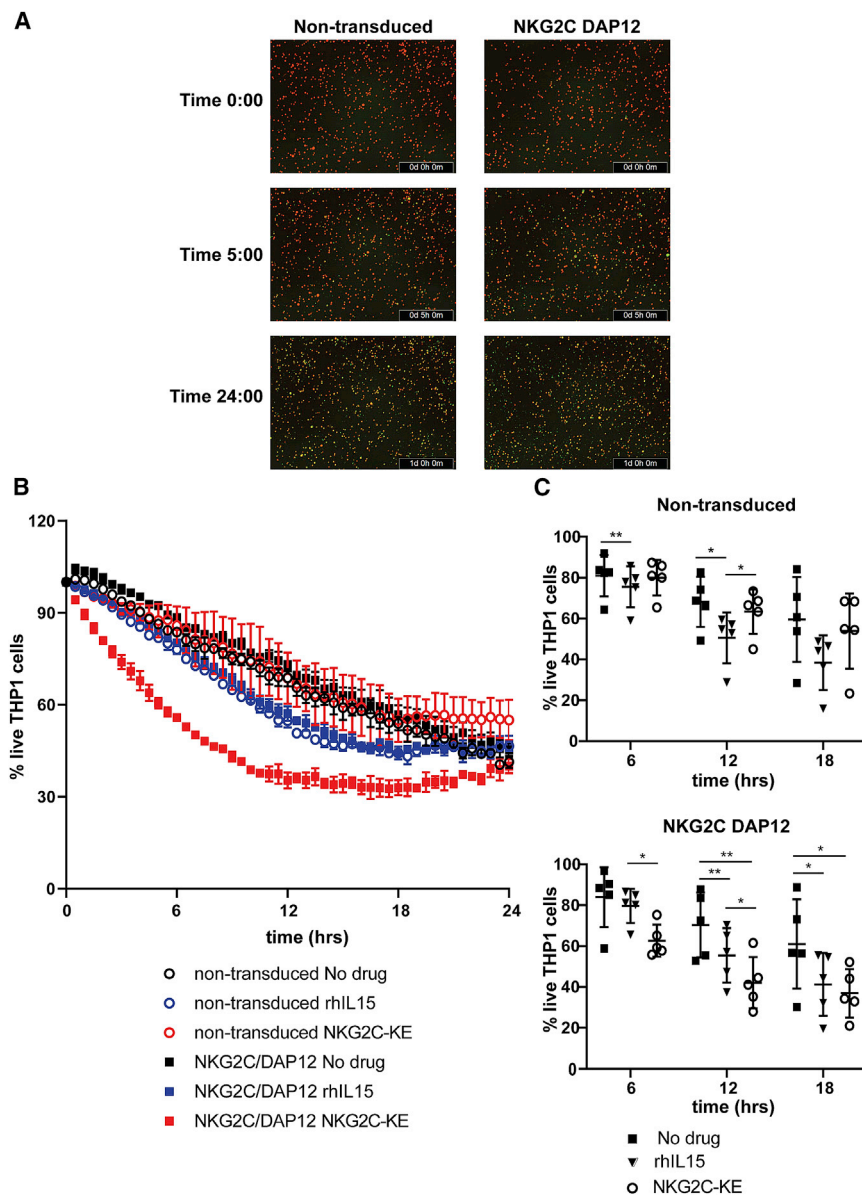 A
Non-transduced
NKG2C DAP12
Time 0:00
0d 0h 0m
0d 0h 0m
Time 5:00
0d 5h 0m
0d 5h 0m
Time 24:00
1d 0h 0m
1d 0h 0m
B
120
90
60
30
0
0
6
12
18
24
% live THP1 cells
time (hrs)
non-transduced No drug
non-transduced rhIL15
non-transduced NKG2C-KE
NKG2C/DAP12 No drug
NKG2C/DAP12 rhIL15
NKG2C/DAP12 NKG2C-KE
C
Non-transduced
100
80
60
40
20
0
% live THP1 cells
**
*
*
6
12
18
time (hrs)
NKG2C DAP12
100
80
60
40
20
0
% live THP1 cells
*
**
**
*
*
*
6
12
18
time (hrs)
No drug
rhIL15
NKG2C-KE